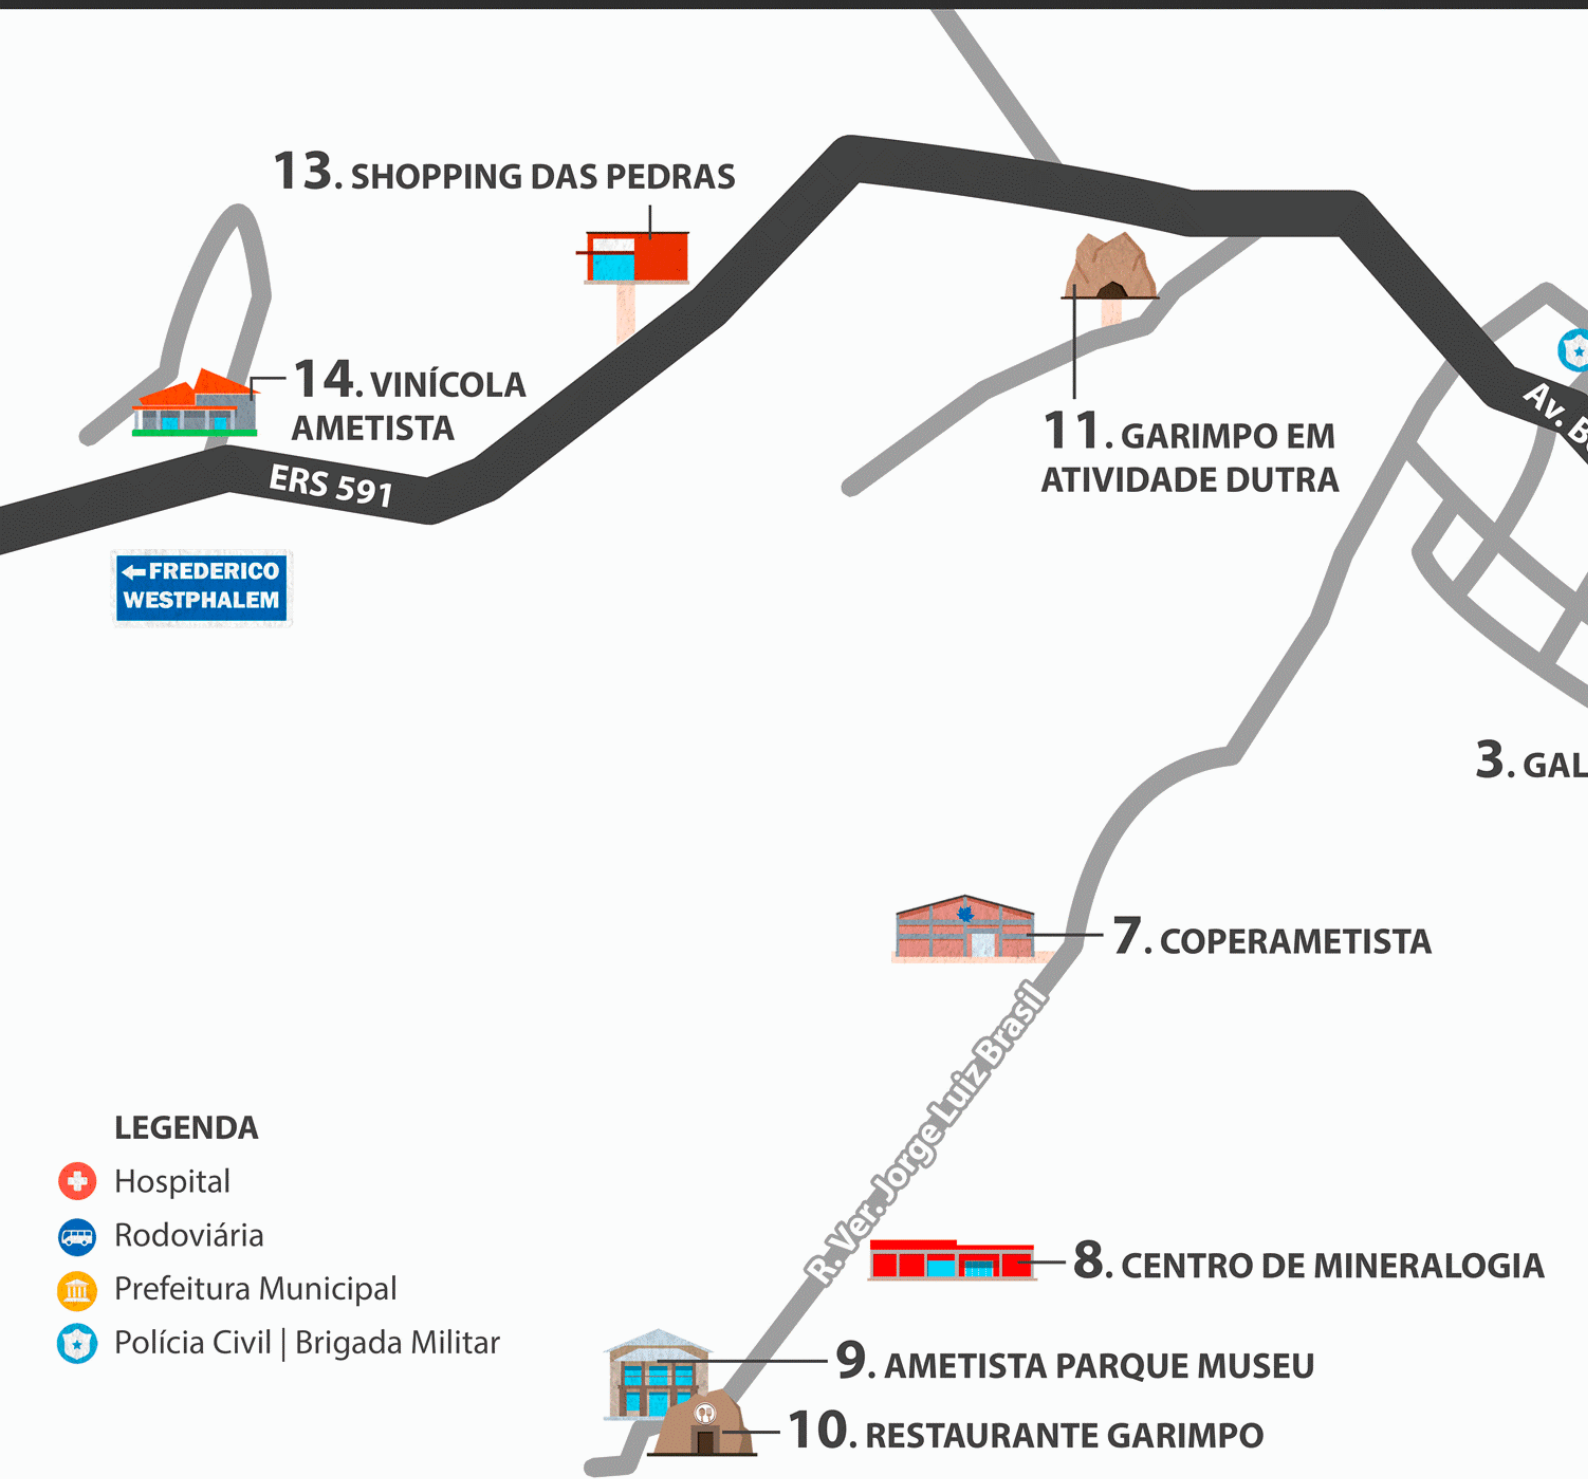 13. SHOPPING DAS PEDRAS
14. VINÍCOLA
AMETISTA
ERS 591
FREDERICO
WESTPHALEM
11. GARIMPO EM
ATIVIDADE DUTRA
Av.
3. GAL
7. COPERAMETISTA
R. Ver. Jorge Luiz Brasil
8. CENTRO DE MINERALOGIA
9. AMETISTA PARQUE MUSEU
10. RESTAURANTE GARIMPO
LEGENDA
Hospital
Rodoviária
Prefeitura Municipal
Polícia Civil | Brigada Militar